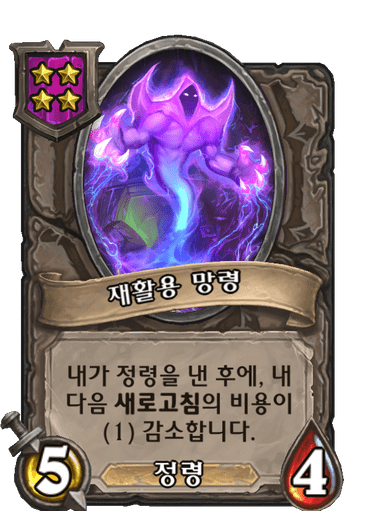 재활용 망령
내가 정령을 낸 후에, 내
다음 새로고침의 비용이
(1) 감소합니다.
5
정령
4